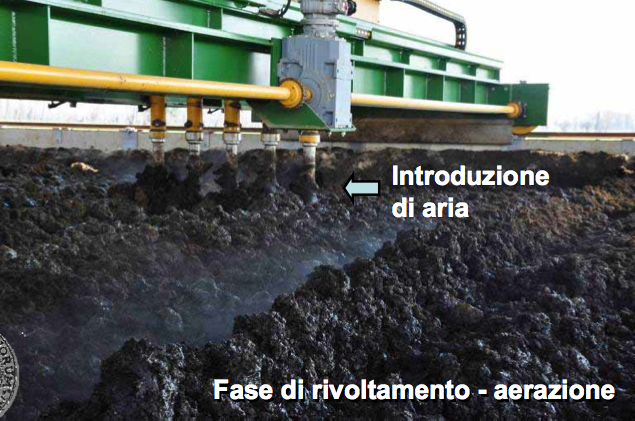 Introduzione
di aria
Fase di rivoltamento - aerazione